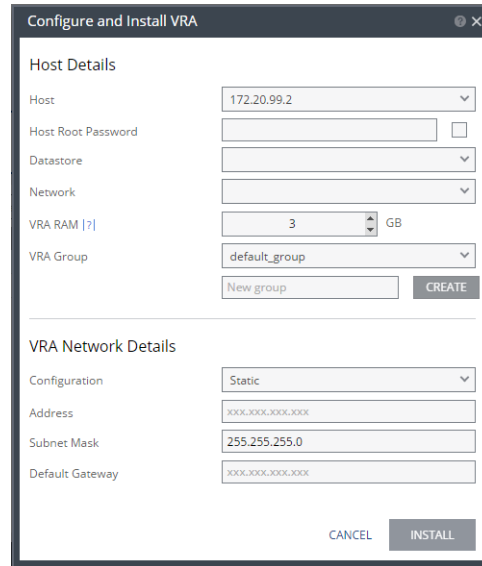 Configure and Install VRA
Host Details
Host 172.20.99.2
Host Root Password
Datastore
Network
VRA RAM |?| 3 GB
VRA Group default_group
New group CREATE
VRA Network Details
Configuration Static
Address xxx.xxx.xxx.xxx
Subnet Mask 255.255.255.0
Default Gateway xxx.xxx.xxx.xxx
CANCEL INSTALL